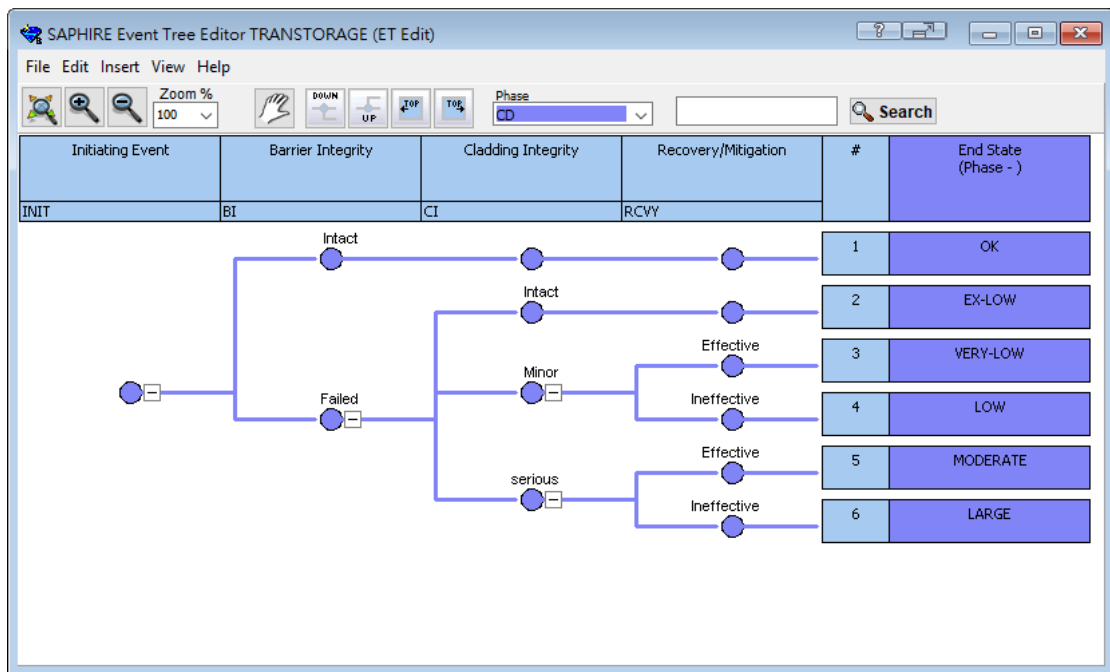 SAPHIRE Event Tree Editor TRANSTORAGE (ET Edit)
File Edit Insert View Help
Zoom %
100
DOWN
UP
TOP
TOP
Phase
CD
Search
Initiating Event Barrier Integrity Cladding Integrity Recovery/Mitigation # End State
(Phase - )
INIT BI CI RCVY
Intact 1 OK
Intact 2 EX-LOW
Effective 3 VERY-LOW
Minor
Failed Ineffective 4 LOW
Effective 5 MODERATE
serious
Ineffective 6 LARGE